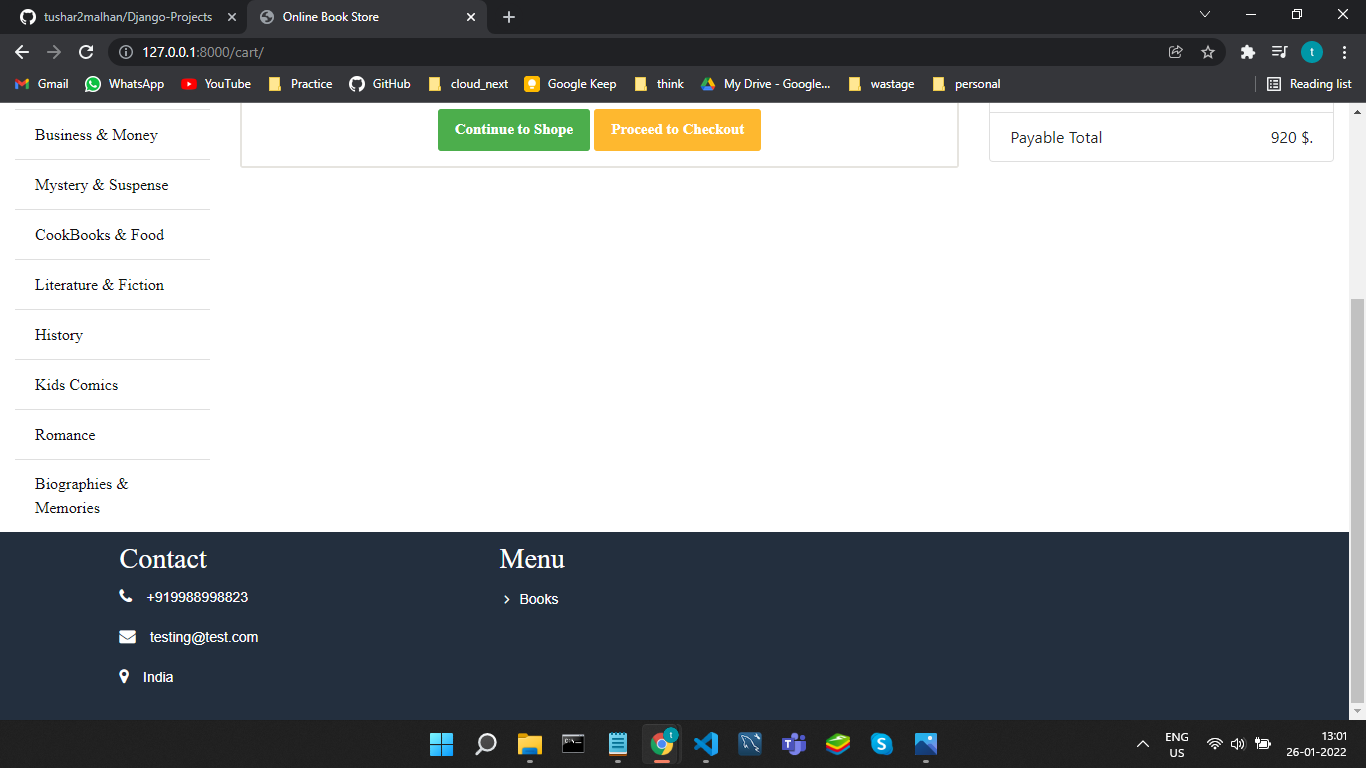 tushar2malhan/Django-Projects
Online Book Store
127.0.0.1:8000/cart/
t
Gmail
WhatsApp
YouTube
Practice
GitHub
cloud_next
Google Keep
think
My Drive - Google...
wastage
personal
Reading list
Business & Money
Mystery & Suspense
CookBooks & Food
Literature & Fiction
History
Kids Comics
Romance
Biographies &
Memories
Continue to Shope
Proceed to Checkout
Payable Total
920 $.
Contact
+919988998823
testing@test.com
India
Menu
Books
t
ENG
US
13:01
26-01-2022